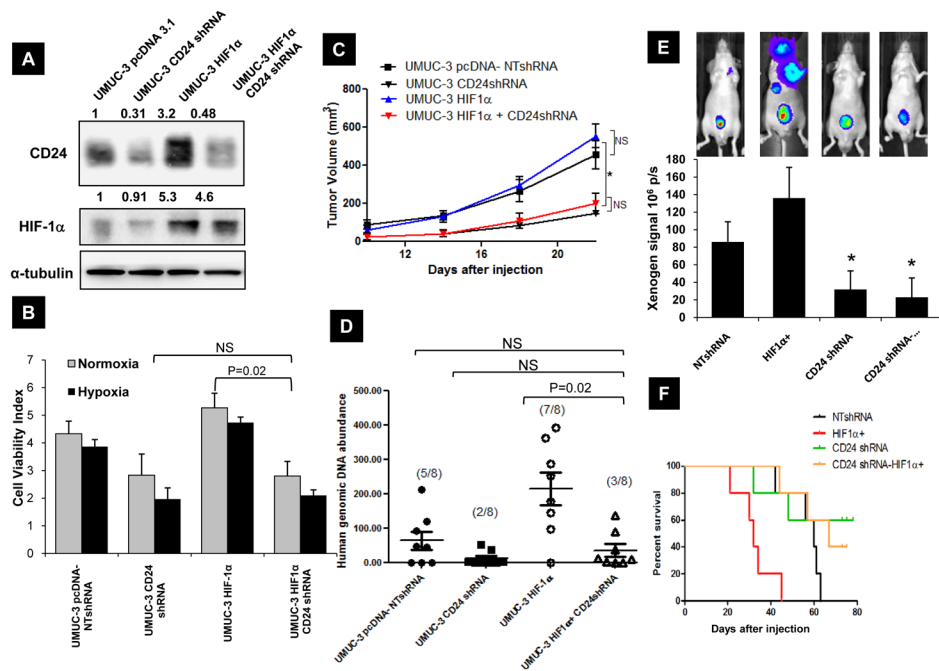 A
UMUC-3 pcDNA 3.1
UMUC-3 CD24 shRNA
UMUC-3 HIF1α
UMUC-3 HIF1α
CD24 shRNA
1 0.31 3.2 0.48
CD24
1 0.91 5.3 4.6
HIF-1α
α-tubulin
B
NS
P=0.02
Normoxia
Hypoxia
Cell Viability Index
7
6
5
4
3
2
1
0
UMUC-3 pcDNA-
NTshRNA
UMUC-3 CD24
shRNA
UMUC-3 HIF-1α
UMUC-3 HIF1α
CD24 shRNA
C
UMUC-3 pcDNA- NTshRNA
UMUC-3 CD24shRNA
UMUC-3 HIF1α
UMUC-3 HIF1α + CD24shRNA
Tumor Volume (mm³)
800
600
400
200
0
NS
*
NS
10 14 18 22
Days after injection
D
NS
NS
P=0.02
Human genomic DNA abundance
500.00
400.00
300.00
200.00
100.00
0.00
(5/8)
(2/8)
(7/8)
(3/8)
UMUC-3 pcDNA- NTshRNA
UMUC-3 CD24 shRNA
UMUC-3 HIF-1α
UMUC-3 HIF1α+ CD24shRNA
E
Xenogen signal 10⁶ p/s
180
160
140
120
100
80
60
40
20
0
*
*
NTshRNA
HIF1α+
CD24 shRNA
CD24 shRNA-...
F
NTshRNA
HIF1α+
CD24 shRNA
CD24 shRNA-HIF1α+
Percent survival
100
80
60
40
20
0
0 20 40 60 80
Days after injection